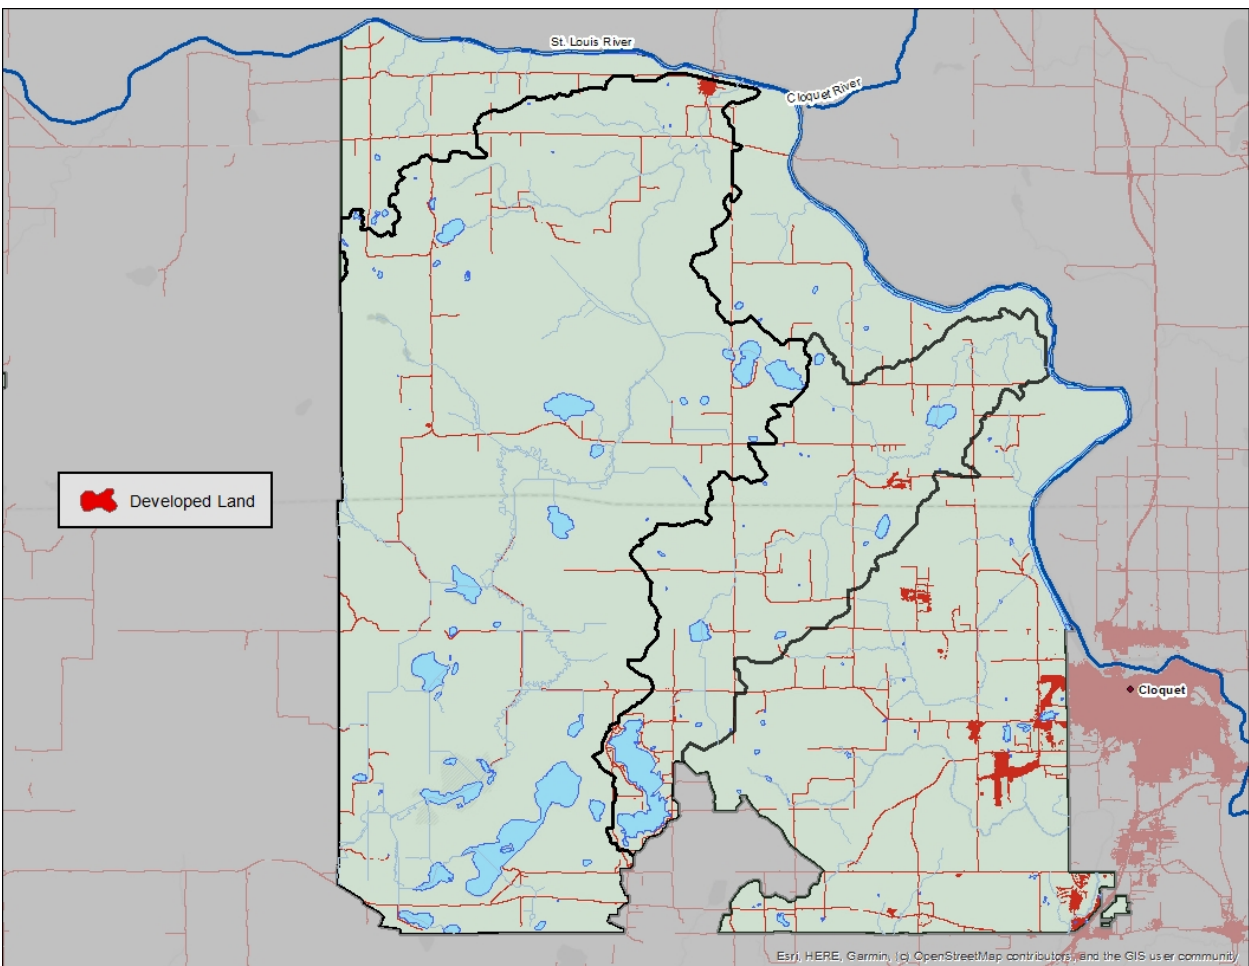 St. Louis River
Cloquet River
Developed Land
Cloquet
Esri, HERE, Garmin, (c) OpenStreetMap contributors, and the GIS user community